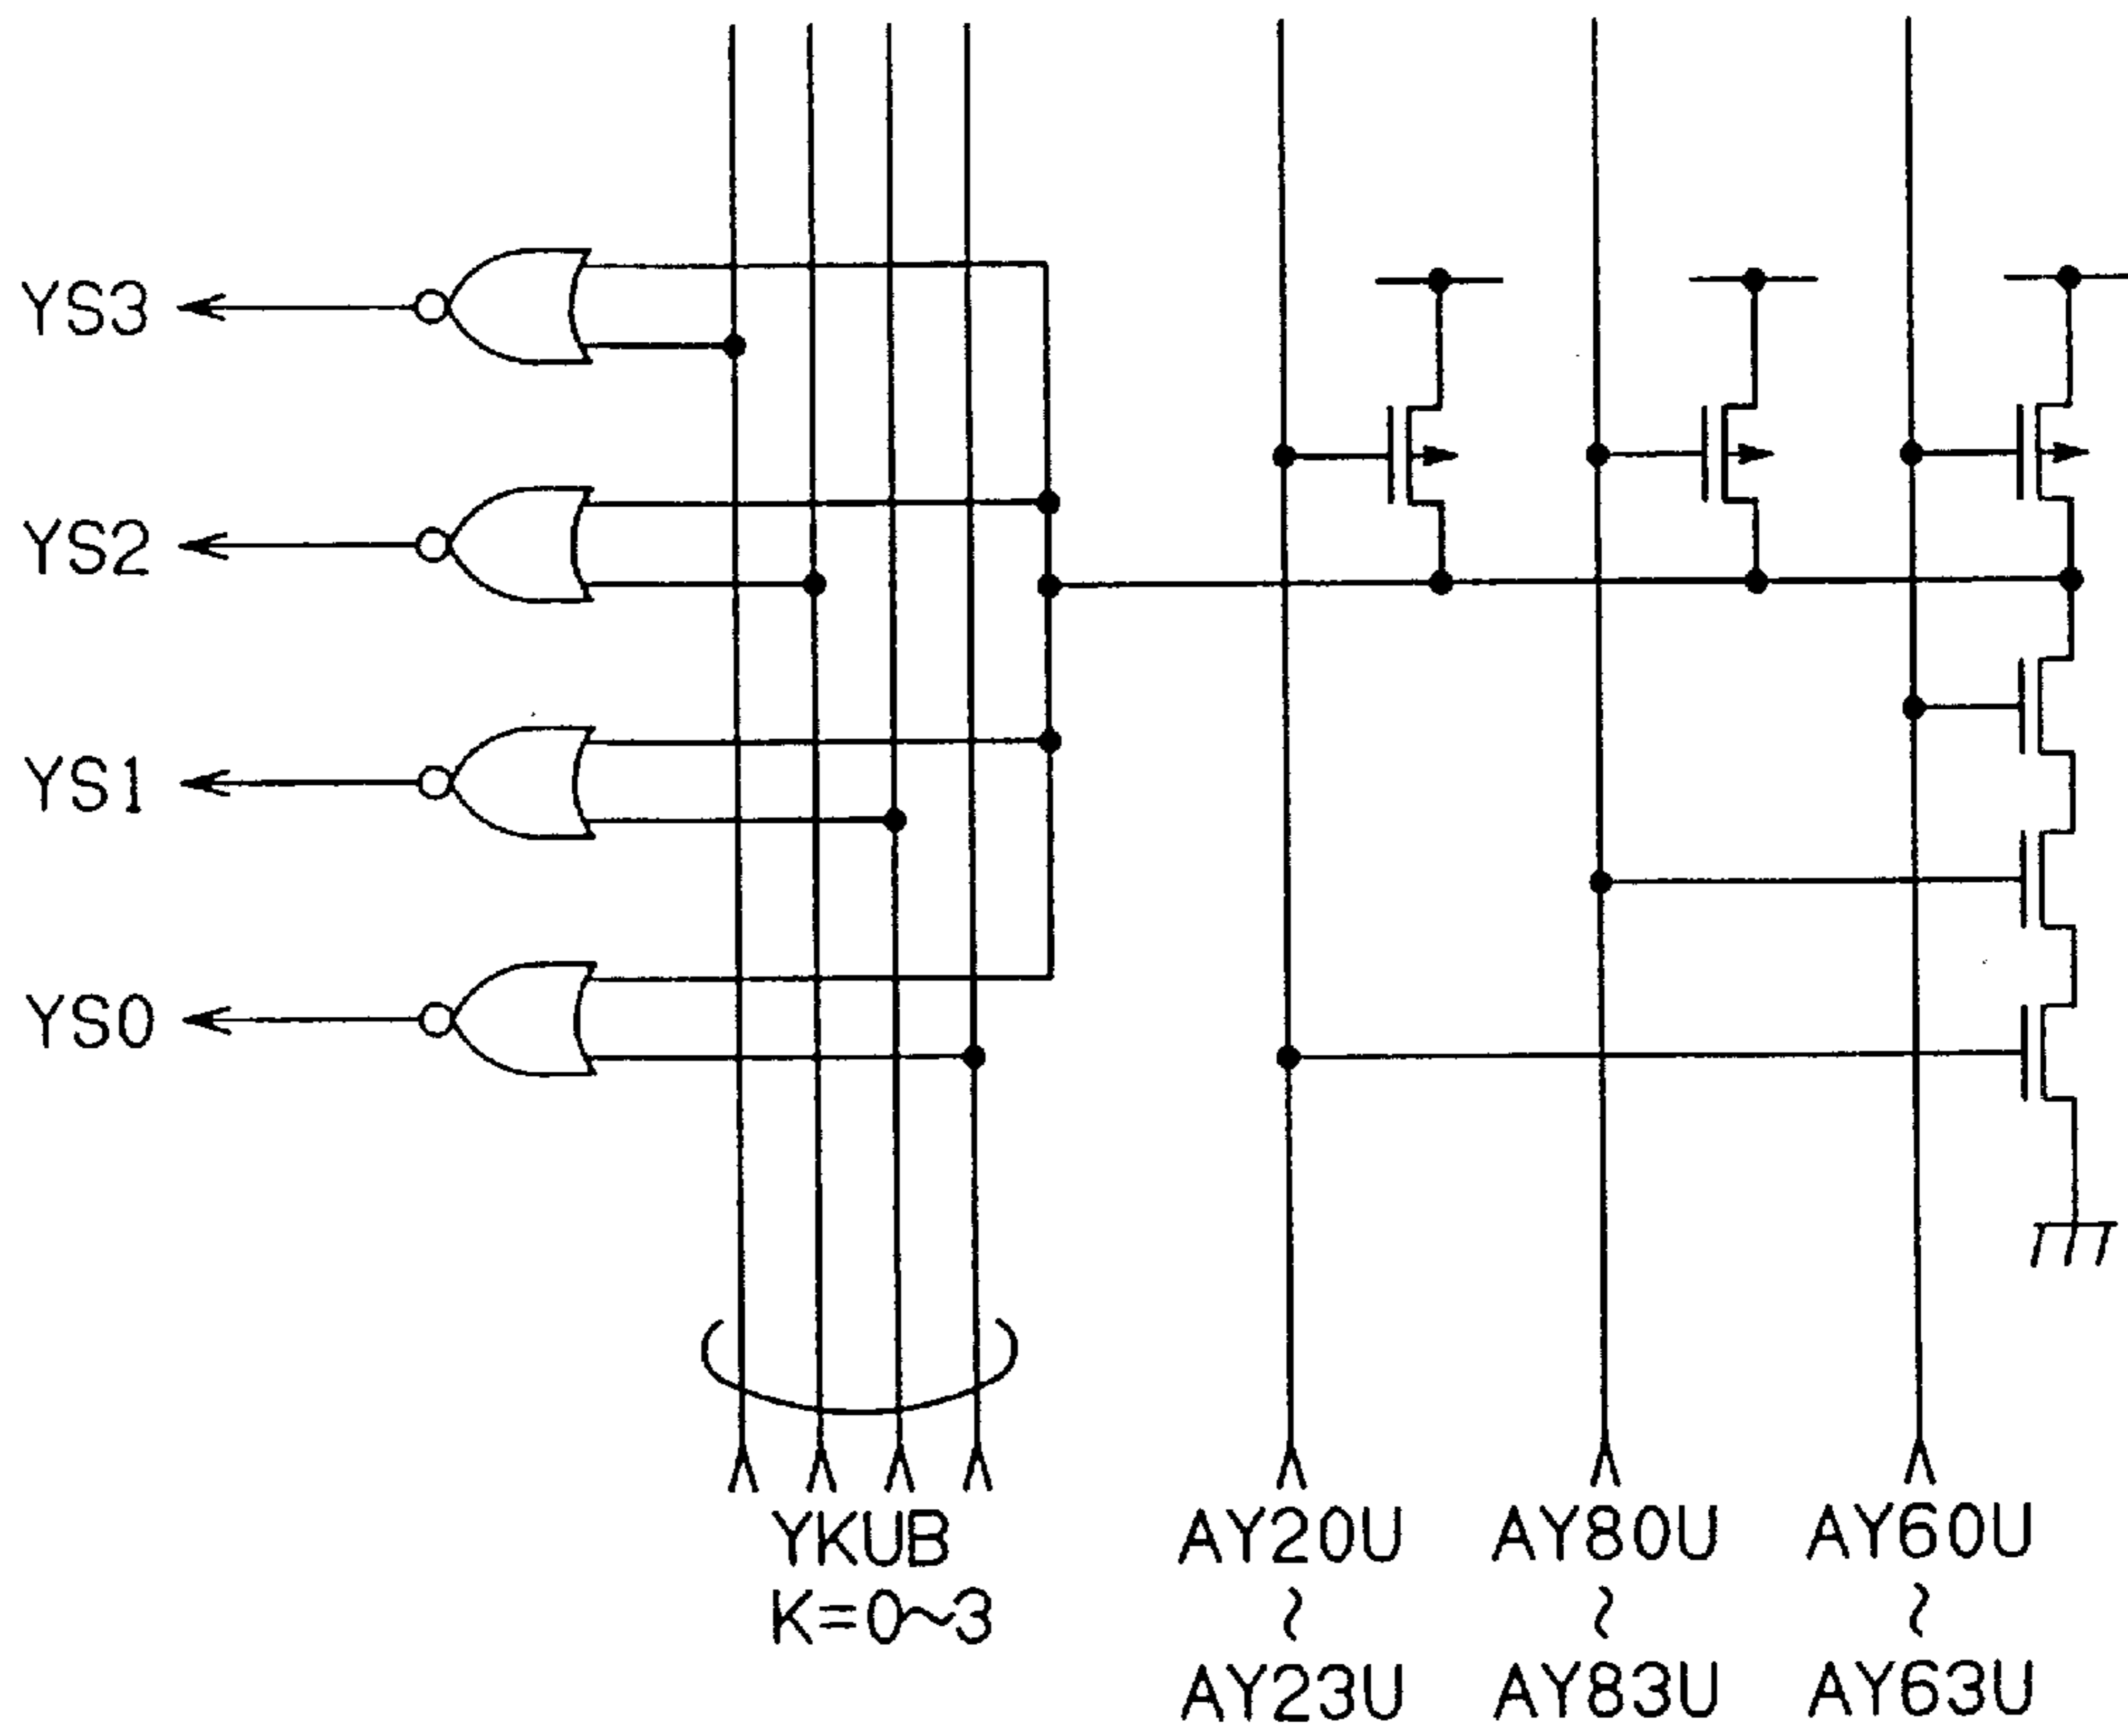 YS3
YS2
YS1
YS0
YKUB
K=0~3
AY20U
~
AY23U
AY80U
~
AY83U
AY60U
~
AY63U